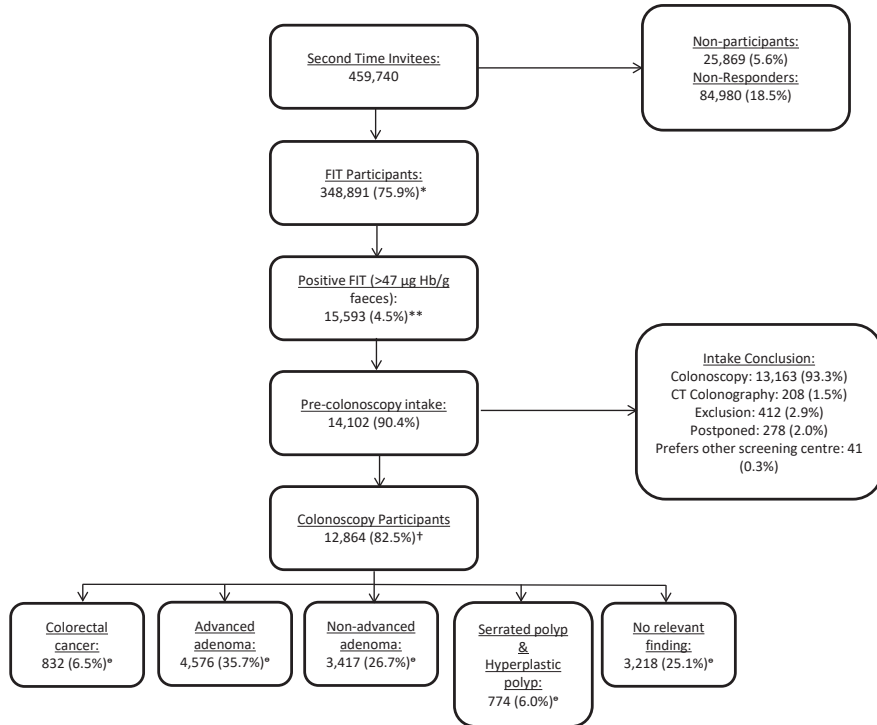 Second Time Invitees:
459,740
Non-participants:
25,869 (5.6%)
Non-Responders:
84,980 (18.5%)
FIT Participants:
348,891 (75.9%)*
Positive FIT (>47 µg Hb/g
faeces):
15,593 (4.5%)**
Pre-colonoscopy intake:
14,102 (90.4%)
Intake Conclusion:
Colonoscopy: 13,163 (93.3%)
CT Colonography: 208 (1.5%)
Exclusion: 412 (2.9%)
Postponed: 278 (2.0%)
Prefers other screening centre: 41
(0.3%)
Colonoscopy Participants
12,864 (82.5%)†
Colorectal
cancer:
832 (6.5%)ᵉ
Advanced
adenoma:
4,576 (35.7%)ᵉ
Non-advanced
adenoma:
3,417 (26.7%)ᵉ
Serrated polyp
&
Hyperplastic
polyp:
774 (6.0%)ᵉ
No relevant
finding:
3,218 (25.1%)ᵉ